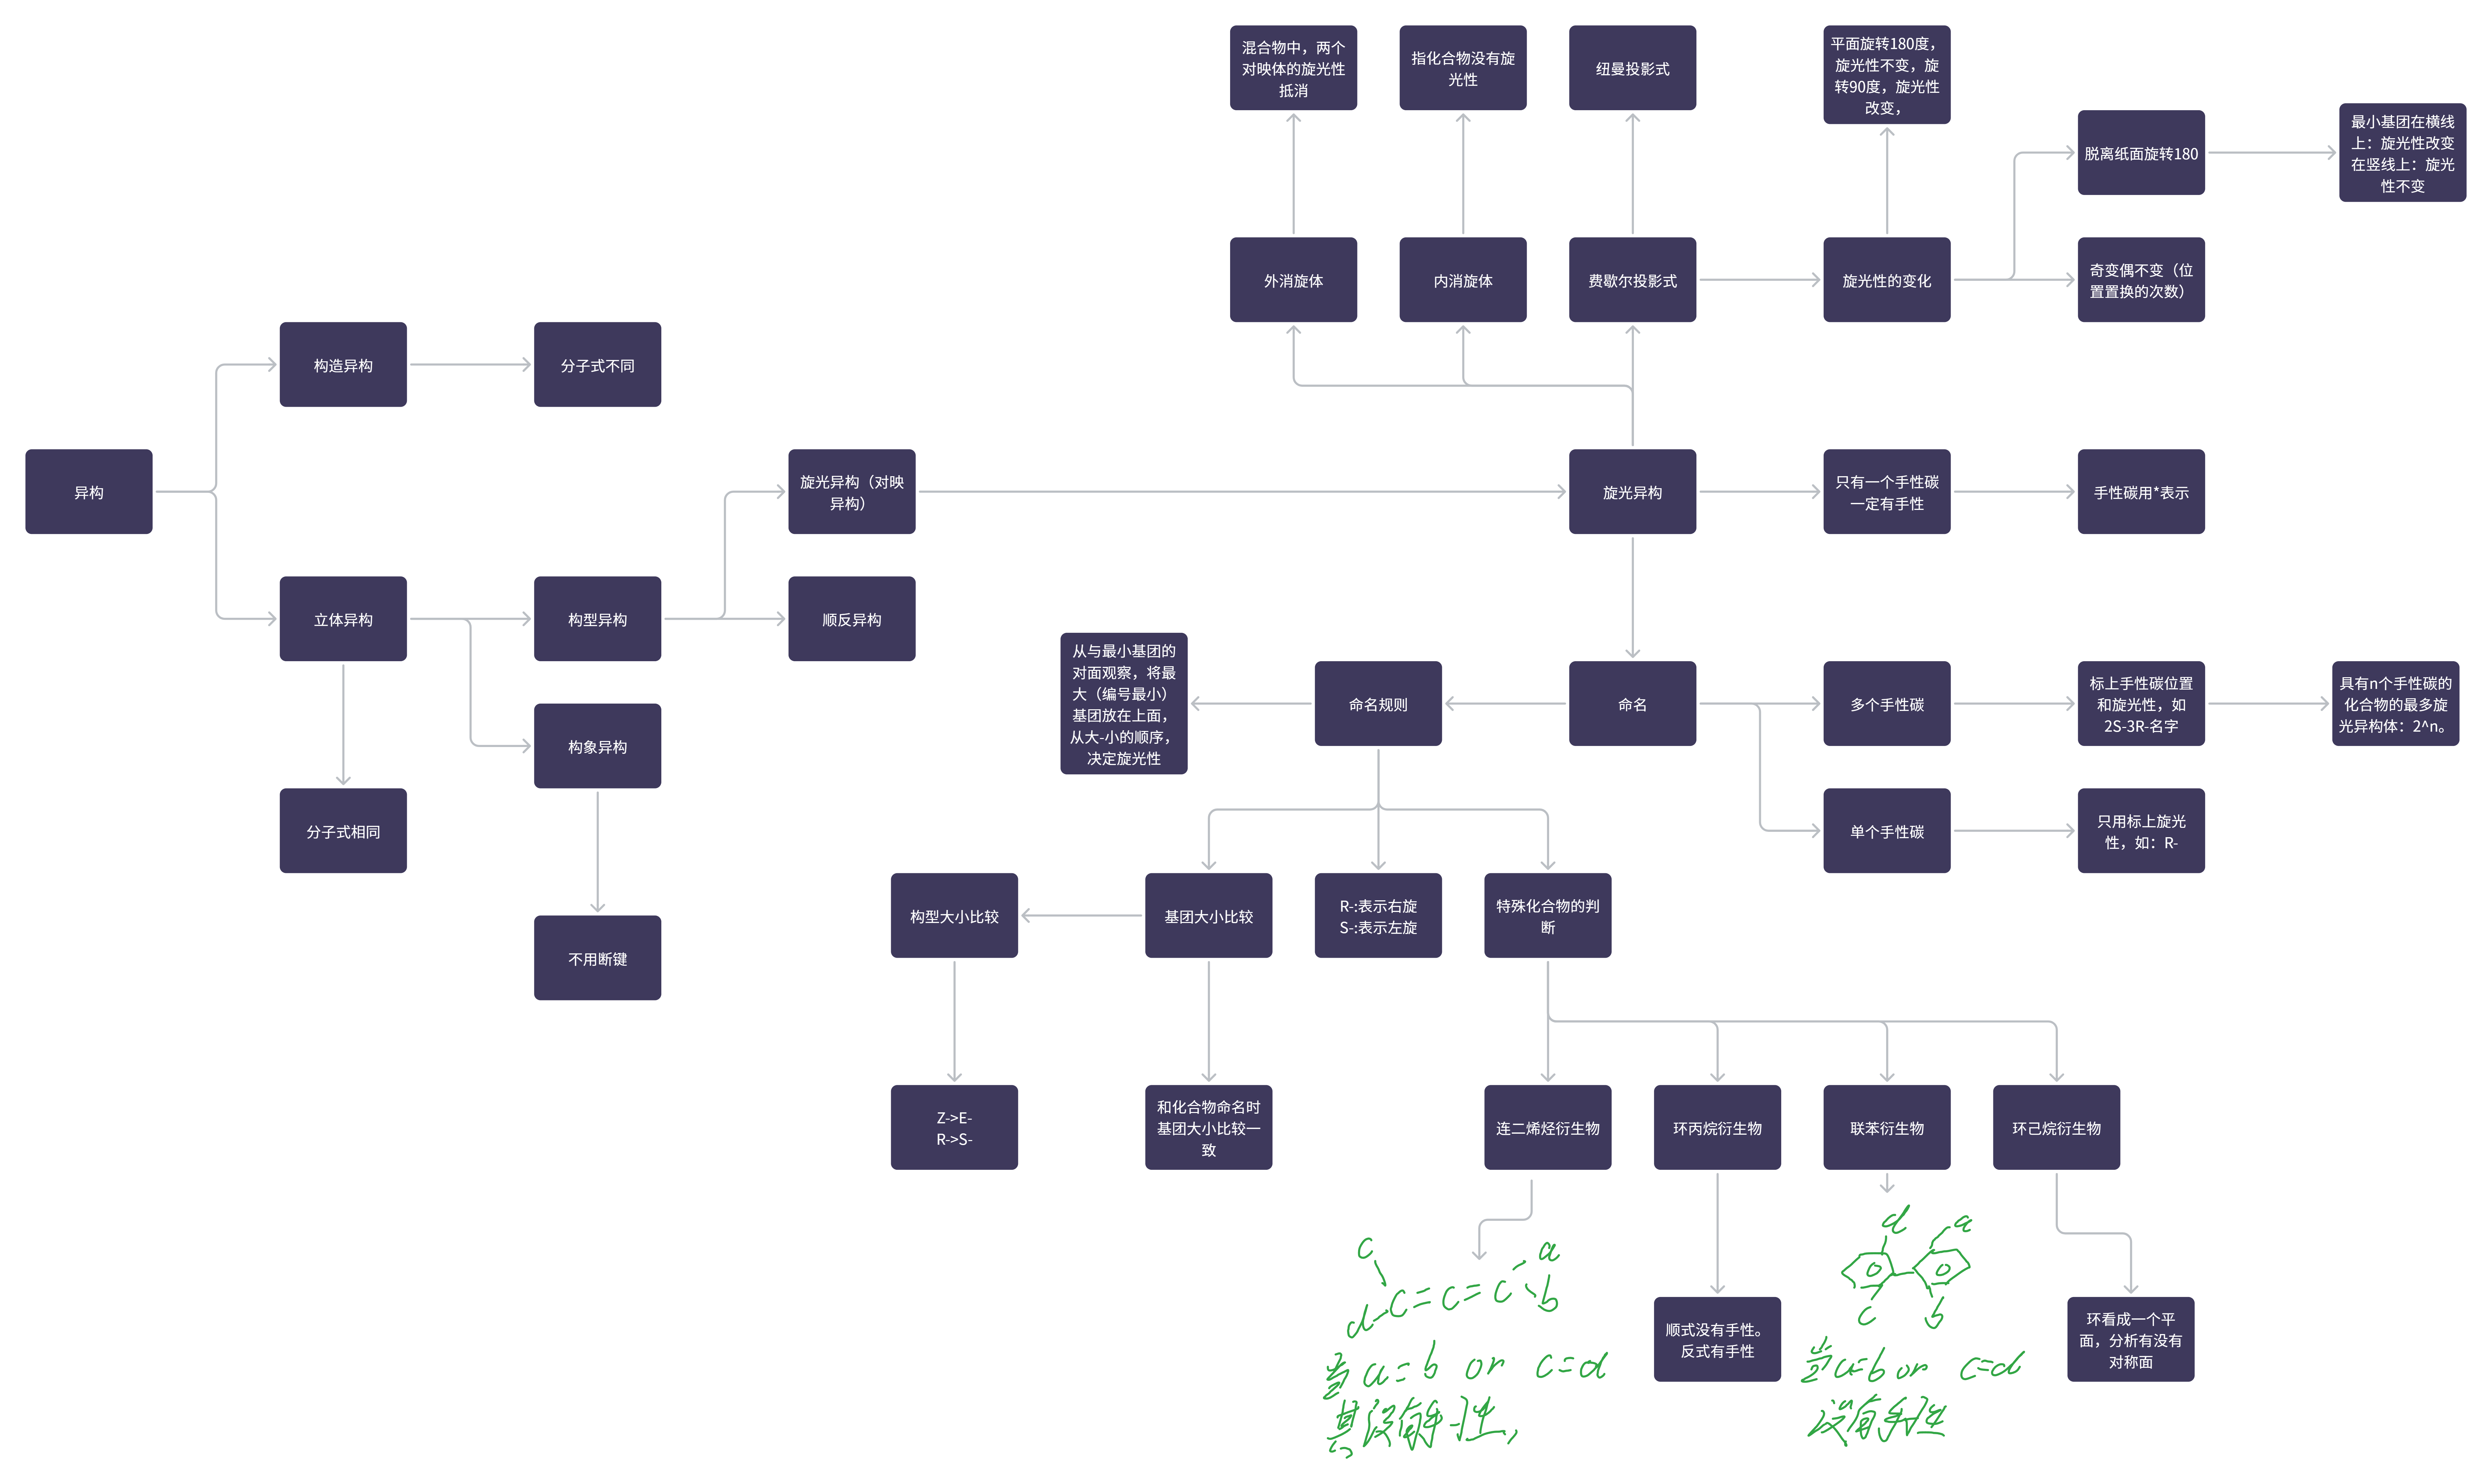 混合物中，两个
对映体的旋光性
抵消
指化合物没有旋
光性
纽曼投影式
平面旋转180度，
旋光性不变，旋
转90度，旋光性
改变，
脱离纸面旋转180
最小基团在横线
上：旋光性改变
在竖线上：旋光
性不变
外消旋体
内消旋体
费歇尔投影式
旋光性的变化
奇变偶不变（位
置置换的次数）
构造异构
分子式不同
异构
旋光异构（对映
异构）
旋光异构
只有一个手性碳
一定有手性
手性碳用*表示
立体异构
构型异构
顺反异构
从与最小基团的
对面观察，将最
大（编号最小）
基团放在上面，
从大-小的顺序，
决定旋光性
命名规则
命名
多个手性碳
标上手性碳位置
和旋光性，如
2S-3R-名字
具有n个手性碳的
化合物的最多旋
光异构体：2^n。
构象异构
分子式相同
单个手性碳
只用标上旋光
性，如：R-
构型大小比较
基团大小比较
R-:表示右旋
S-:表示左旋
特殊化合物的判
断
不用断键
Z->E-
R->S-
和化合物命名时
基团大小比较一
致
连二烯烃衍生物
环丙烷衍生物
联苯衍生物
环己烷衍生物
c
a
d
c=c=c
b
当a=b or c=d
其没有手性，
顺式没有手性。
反式有手性
d
a
c
b
当a=b or c=d
没有手性
环看成一个平
面，分析有没有
对称面